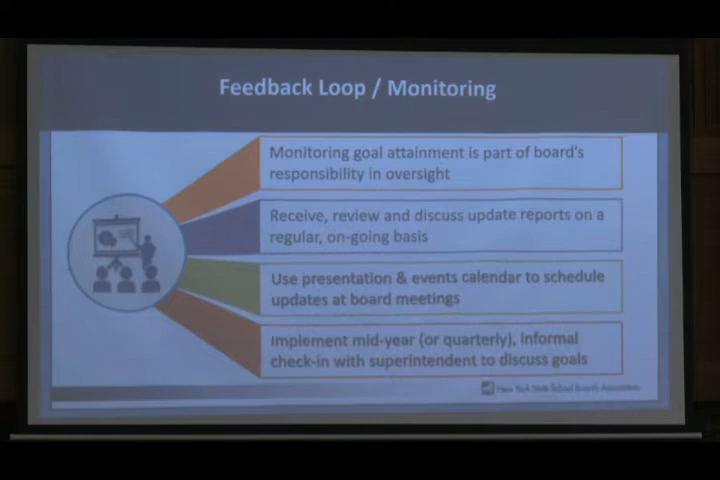 Feedback Loop / Monitoring
Monitoring goal attainment is part of board's
responsibility in oversight
Receive, review and discuss update reports on a
regular, on-going basis
Use presentation & events calendar to schedule
updates at board meetings
Implement mid-year (or quarterly), informal
check-in with superintendent to discuss goals
New York State School Boards Association